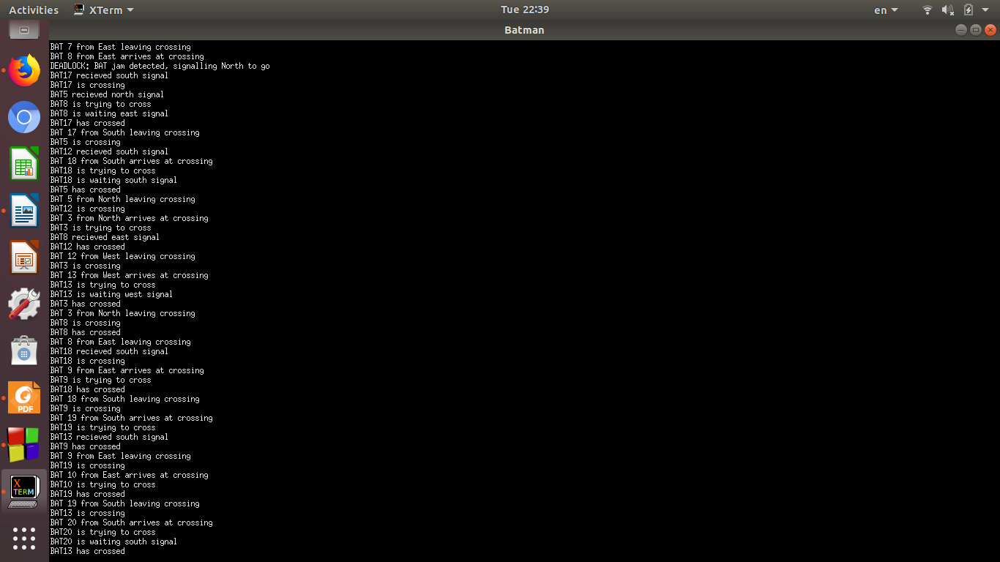 Activities
XTerm
Tue 22:39
en
Batman
BAT 7 from East leaving crossing
BAT 8 from East arrives at crossing
DEADLOCK: BAT jam detected, signalling North to go
BAT17 recieved south signal
BAT17 is crossing
BAT5 recieved north signal
BAT8 is trying to cross
BAT8 is waiting east signal
BAT17 has crossed
BAT 17 from South leaving crossing
BAT5 is crossing
BAT12 recieved south signal
BAT 18 from South arrives at crossing
BAT18 is trying to cross
BAT18 is waiting south signal
BAT5 has crossed
BAT 5 from North leaving crossing
BAT12 is crossing
BAT 3 from North arrives at crossing
BAT3 is trying to cross
BAT8 recieved east signal
BAT12 has crossed
BAT 12 from West leaving crossing
BAT3 is crossing
BAT 13 from West arrives at crossing
BAT13 is trying to cross
BAT13 is waiting west signal
BAT3 has crossed
BAT 3 from North leaving crossing
BAT8 is crossing
BAT8 has crossed
BAT 8 from East leaving crossing
BAT18 recieved south signal
BAT18 is crossing
BAT 9 from East arrives at crossing
BAT9 is trying to cross
BAT18 has crossed
BAT 18 from South leaving crossing
BAT9 is crossing
BAT 19 from South arrives at crossing
BAT19 is trying to cross
BAT13 recieved south signal
BAT9 has crossed
BAT 9 from East leaving crossing
BAT19 is crossing
BAT 10 from East arrives at crossing
BAT10 is trying to cross
BAT19 has crossed
BAT 19 from South leaving crossing
BAT13 is crossing
BAT 20 from South arrives at crossing
BAT20 is trying to cross
BAT20 is waiting south signal
BAT13 has crossed
PDF
X
TERM